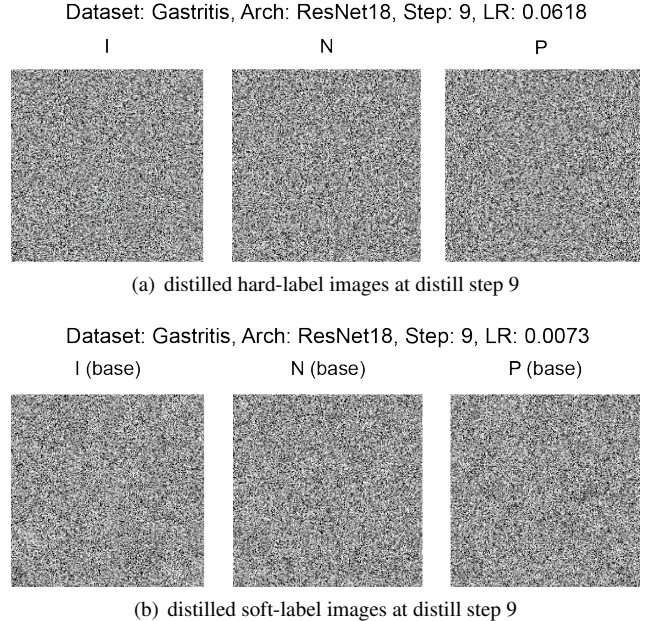 Dataset: Gastritis, Arch: ResNet18, Step: 9, LR: 0.0618
I N P
(a) distilled hard-label images at distill step 9
Dataset: Gastritis, Arch: ResNet18, Step: 9, LR: 0.0073
I (base) N (base) P (base)
(b) distilled soft-label images at distill step 9